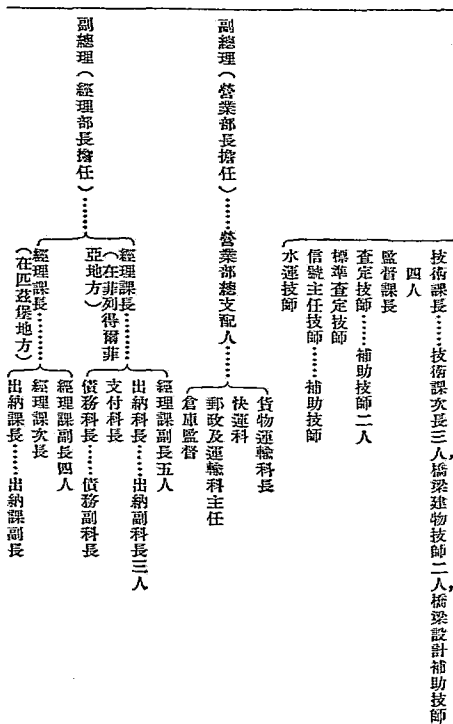 技術課長………技術課次長三人，橋梁建物技師二人，橋梁設計補助技師
四人
監督課長
查定技師………補助技師二人
標準查定技師
信號主任技師………補助技師
水運技師
副總理（營業部長擔任）………營業部總支配人………
貨物運輸科長
快運科
郵政及運輸科主任
倉庫監督
副總理（經理部長擔任）………
經理課長………
（在菲列得爾菲
亞地方）
經理課副長五人
出納科長………出納副科長三人
支付科長
債務科長………債務副科長
經理課長………
（在匹茲堡地方）
經理課副長四人
經理課次長
出納課長………出納課副長